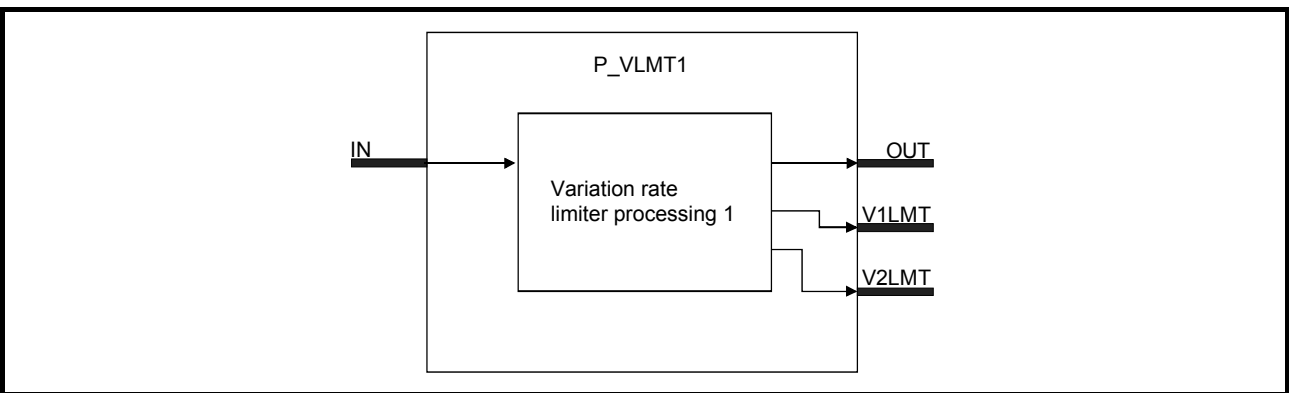 P_VLMT1
IN
OUT
Variation rate
limiter processing 1
V1LMT
V2LMT